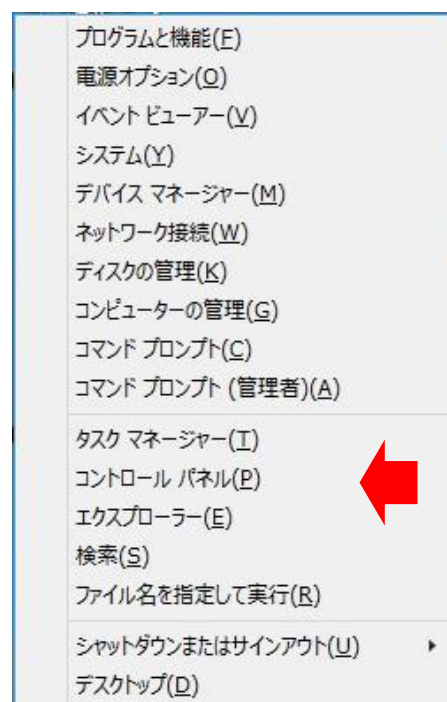 プログラムと機能(F)
電源オプション(O)
イベント ビューアー(V)
システム(Y)
デバイス マネージャー(M)
ネットワーク接続(W)
ディスクの管理(K)
コンピューターの管理(G)
コマンド プロンプト(C)
コマンド プロンプト (管理者)(A)
タスク マネージャー(T)
コントロール パネル(P)
エクスプローラー(E)
検索(S)
ファイル名を指定して実行(R)
シャットダウンまたはサインアウト(U)
デスクトップ(D)